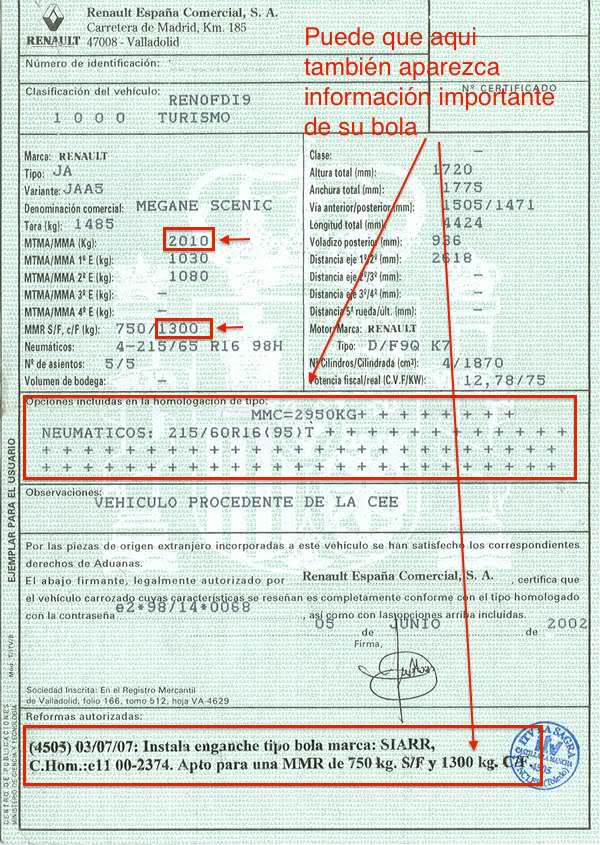 Renault España Comercial, S. A.
Carretera de Madrid, Km. 185
RENAULT 47008 - Valladolid
Puede que aqui
también aparezca
información importante
de su bola
Número de identificación:
Nº CERTIFICADO
Clasificación del vehículo:
RENOFDI9
1000 TURISMO
Marca: RENAULT
Tipo: JA
Variante: JAA5
Denominación comercial: MEGANE SCENIC
Tara (kg): 1485
MTMA/MMA (Kg): 2010
MTMA/MMA 1º E (kg): 1030
MTMA/MMA 2º E (kg): 1080
MTMA/MMA 3º E (kg): —
MTMA/MMA 4º E (kg): —
MMR S/F, c/F (kg): 750/1300
Neumáticos: 4-215/65 R16 98H
Nº de asientos: 5/5
Volumen de bodega: —
Clase: —
Altura total (mm): 1720
Anchura total (mm): 1775
Vía anterior/posterior (mm): 1505/1471
Longitud total (mm): 4424
Voladizo posterior (mm): 986
Distancia eje 1º/2º (mm): 2618
Distancia eje 2º/3º (mm): —
Distancia eje 3º/4º (mm): —
Distancia 5ª rueda/últ. (mm): —
Motor: Marca: RENAULT
Tipo: D/F9Q K7
Nº Cilindros/Cilindrada (cm³): 4/1870
Potencia fiscal/real (C.V.F/KW): 12,78/75
Opciones incluidas en la homologación de tipo:
MMC=2950KG+ + + + + + + +
NEUMATICOS: 215/60R16(95)T + + + + + + + + + + +
+ + + + + + + + + + + + + + + + + + + + + +
+ + + + + + + + + + + + + + + + + + + + + +
Observaciones:
VEHICULO PROCEDENTE DE LA CEE
Por las piezas de origen extranjero incorporadas a este vehículo se han satisfecho los correspondientes
derechos de Aduanas.
El abajo firmante, legalmente autorizado por Renault España Comercial, S. A. , certifica que
el vehículo carrozado cuyas características se reseñan es completamente conforme con el tipo homologado
con la contraseña e2*98/14*0068 , así como con las opciones arriba incluidas.
05 de JUNIO de 2002
Firma,
Sociedad Inscrita: En el Registro Mercantil
de Valladolid, folio 166, tomo 512, hoja VA-4629
Reformas autorizadas:
(4505) 03/07/07: Instala enganche tipo bola marca: SIARR,
C.Hom.:e11 00-2374. Apto para una MMR de 750 kg. S/F y 1300 kg. C/F.
ITV LA SAGRA
4505
(Toledo)
EJEMPLAR PARA EL USUARIO
Mod. T/ITV/B
CENTRO DE PUBLICACIONES
MINISTERIO DE CIENCIA Y TECNOLOGIA